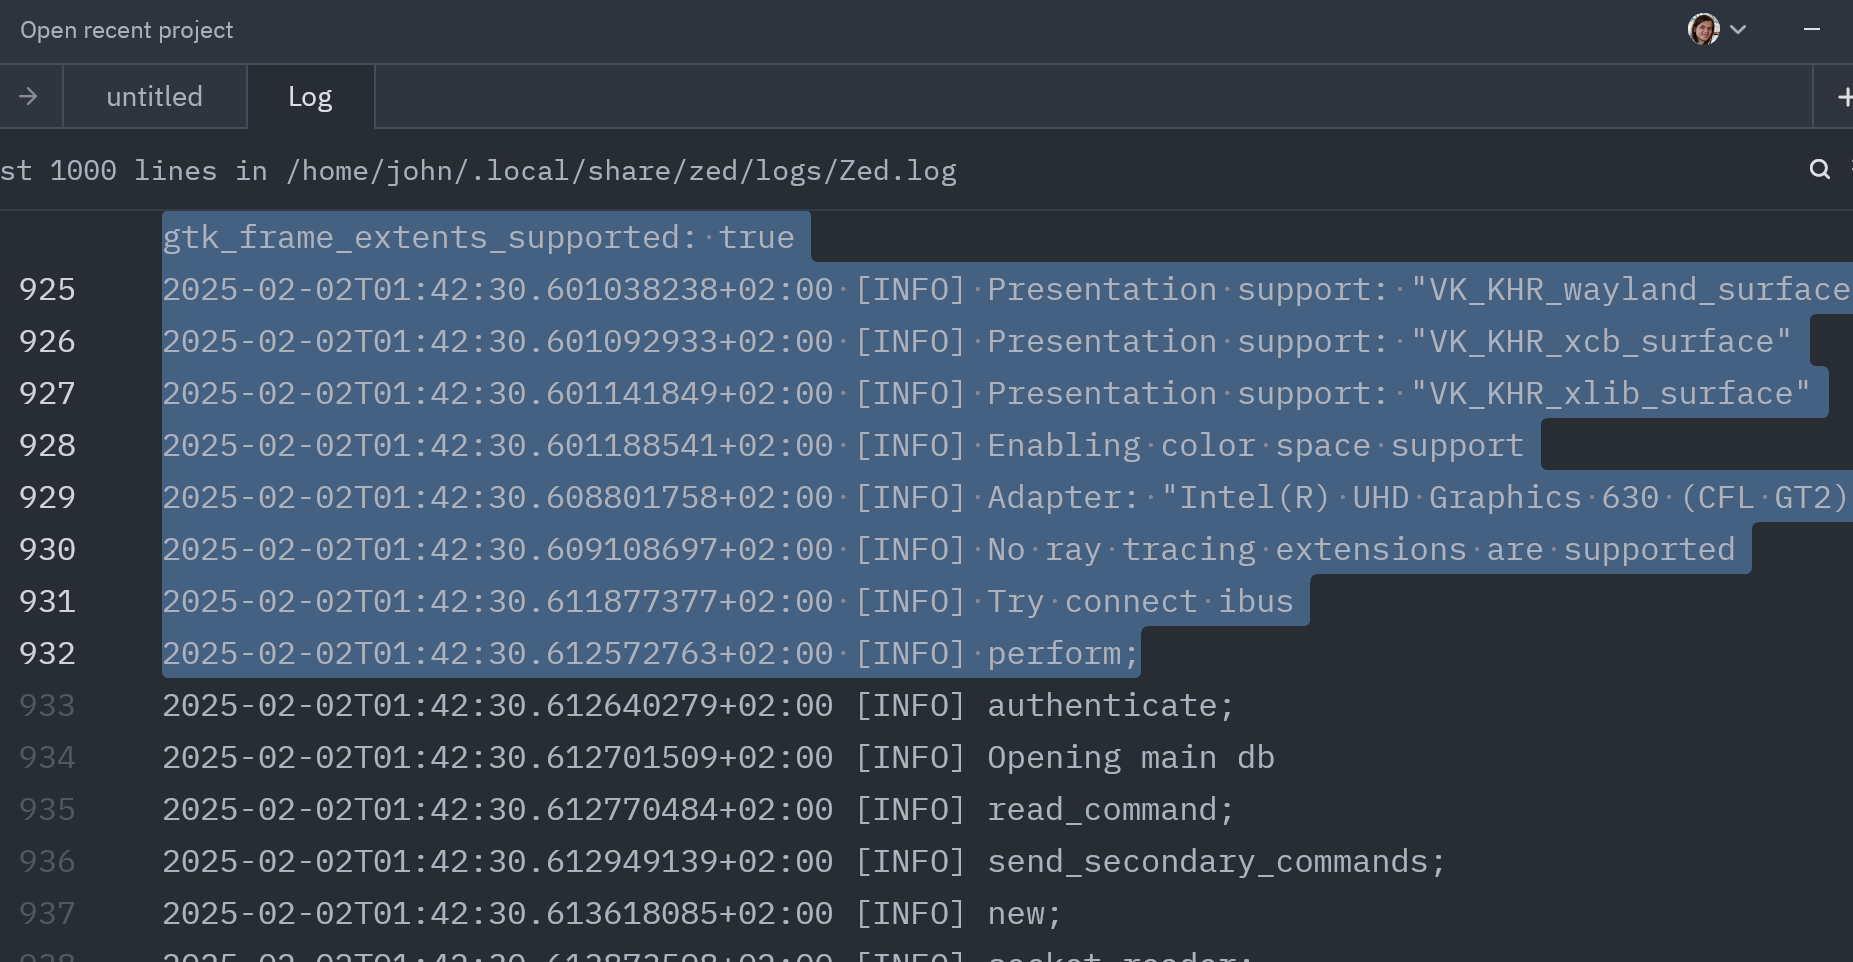 Open recent project
untitled
Log
st 1000 lines in /home/john/.local/share/zed/logs/Zed.log
gtk_frame_extents_supported: true
925 2025-02-02T01:42:30.601038238+02:00 [INFO] Presentation support: "VK_KHR_wayland_surface
926 2025-02-02T01:42:30.601092933+02:00 [INFO] Presentation support: "VK_KHR_xcb_surface"
927 2025-02-02T01:42:30.601141849+02:00 [INFO] Presentation support: "VK_KHR_xlib_surface"
928 2025-02-02T01:42:30.601188541+02:00 [INFO] Enabling color space support
929 2025-02-02T01:42:30.608801758+02:00 [INFO] Adapter: "Intel(R) UHD Graphics 630 (CFL GT2)
930 2025-02-02T01:42:30.609108697+02:00 [INFO] No ray tracing extensions are supported
931 2025-02-02T01:42:30.611877377+02:00 [INFO] Try connect ibus
932 2025-02-02T01:42:30.612572763+02:00 [INFO] perform;
933 2025-02-02T01:42:30.612640279+02:00 [INFO] authenticate;
934 2025-02-02T01:42:30.612701509+02:00 [INFO] Opening main db
935 2025-02-02T01:42:30.612770484+02:00 [INFO] read_command;
936 2025-02-02T01:42:30.612949139+02:00 [INFO] send_secondary_commands;
937 2025-02-02T01:42:30.613618085+02:00 [INFO] new;